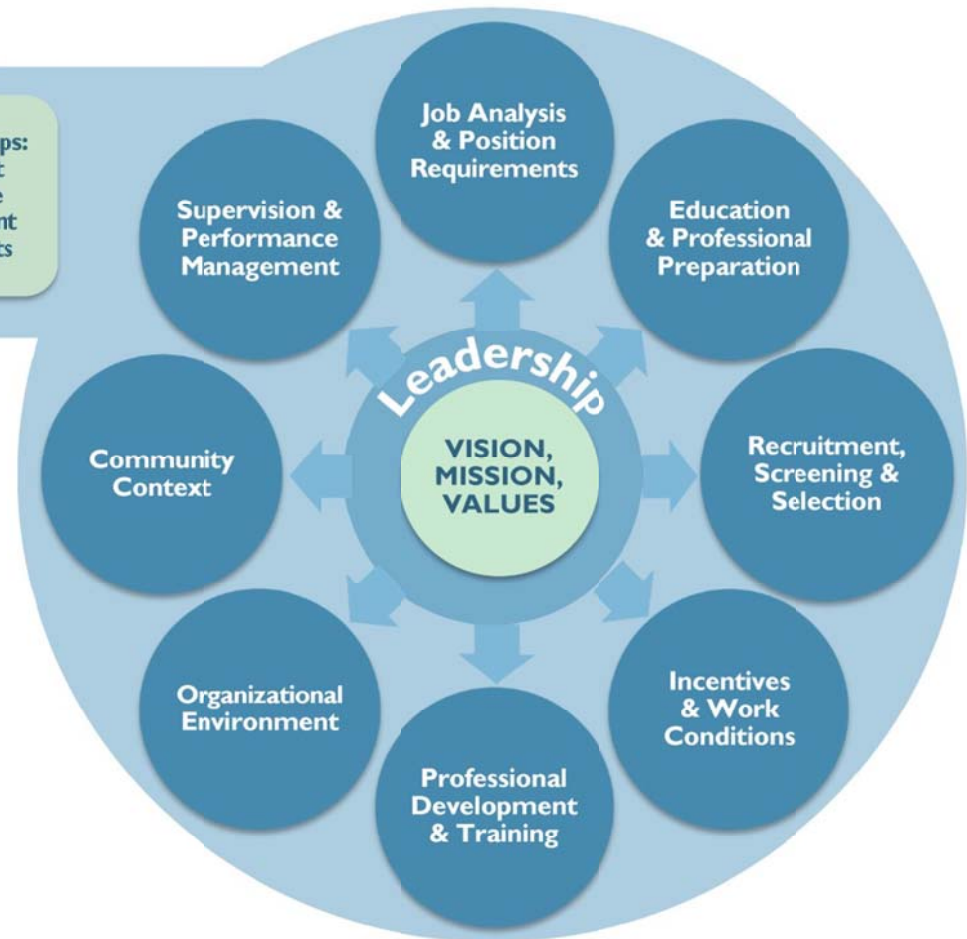 Job Analysis
& Position
Requirements
Education
& Professional
Preparation
Recruitment,
Screening &
Selection
Incentives
& Work
Conditions
Professional
Development
& Training
Organizational
Environment
Community
Context
Supervision &
Performance
Management
Leadership
VISION,
MISSION,
VALUES